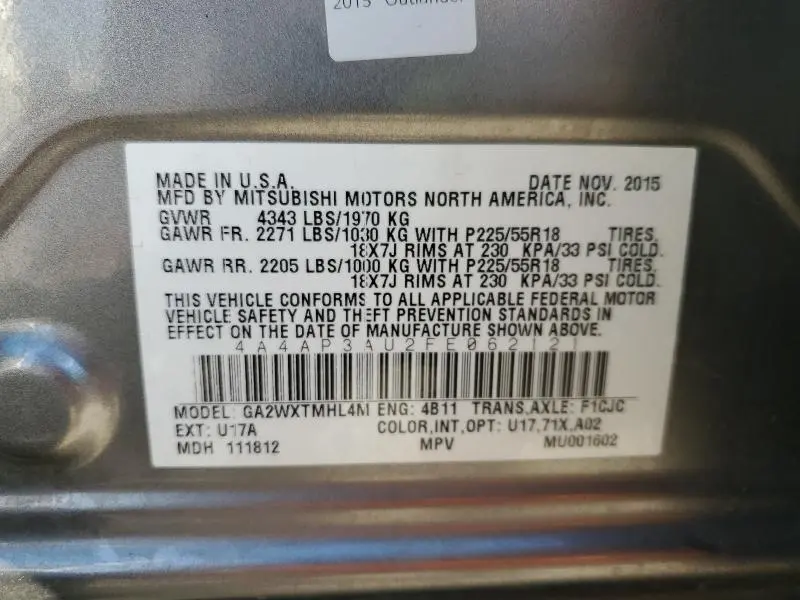 2015 Outlander
MADE IN U.S.A. DATE NOV. 2015
MFD BY MITSUBISHI MOTORS NORTH AMERICA, INC.
GVWR 4343 LBS/1970 KG
GAWR FR. 2271 LBS/1030 KG WITH P225/55R18 TIRES,
18X7J RIMS AT 230 KPA/33 PSI COLD.
GAWR RR. 2205 LBS/1000 KG WITH P225/55R18 TIRES,
18X7J RIMS AT 230 KPA/33 PSI COLD.
THIS VEHICLE CONFORMS TO ALL APPLICABLE FEDERAL MOTOR
VEHICLE SAFETY AND THEFT PREVENTION STANDARDS IN
EFFECT ON THE DATE OF MANUFACTURE SHOWN ABOVE.
4A4AP3AU2FE062121
MODEL: GA2WXTMHL4M ENG: 4B11 TRANS,AXLE: F1CJC
EXT: U17A COLOR,INT,OPT: U17,71X,A02
MDH 111812 MPV MU001602